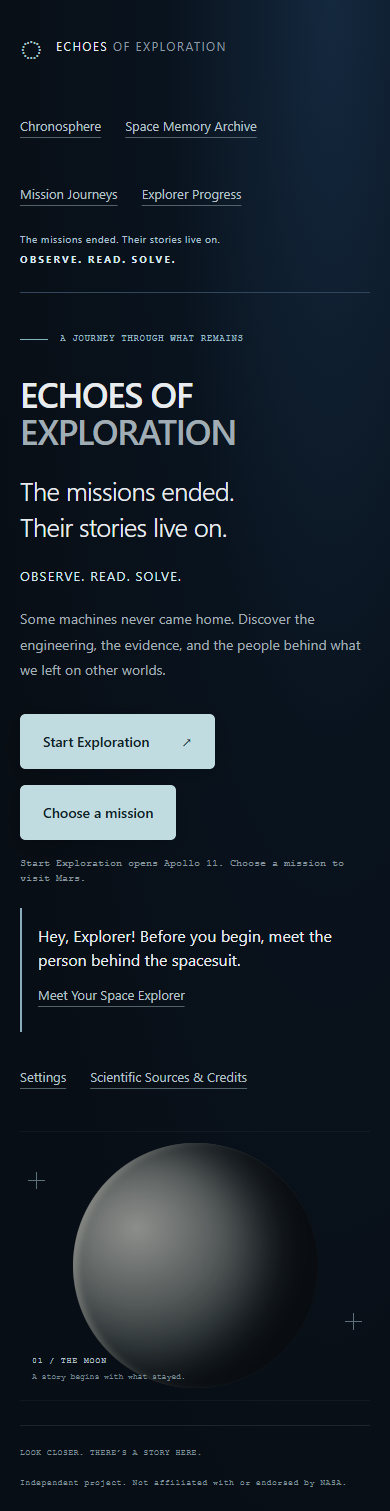 ECHOES OF EXPLORATION
Chronosphere Space Memory Archive
Mission Journeys Explorer Progress
The missions ended. Their stories live on.
OBSERVE. READ. SOLVE.
A JOURNEY THROUGH WHAT REMAINS
ECHOES OF
EXPLORATION
The missions ended.
Their stories live on.
OBSERVE. READ. SOLVE.
Some machines never came home. Discover the
engineering, the evidence, and the people behind what
we left on other worlds.
Start Exploration ↗
Choose a mission
Start Exploration opens Apollo 11. Choose a mission to
visit Mars.
Hey, Explorer! Before you begin, meet the
person behind the spacesuit.
Meet Your Space Explorer
Settings Scientific Sources & Credits
01 / THE MOON
A story begins with what stayed.
LOOK CLOSER. THERE'S A STORY HERE.
Independent project. Not affiliated with or endorsed by NASA.